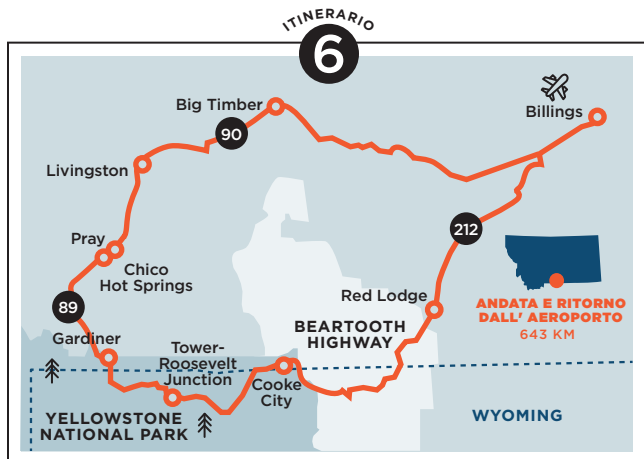 ITINERARIO
6
Big Timber
Billings
90
Livingston
212
Pray
Chico
Hot Springs
89
Red Lodge
ANDATA E RITORNO
DALL' AEROPORTO
643 KM
BEARTOOTH
HIGHWAY
Gardiner
Tower-
Roosevelt
Junction
Cooke
City
YELLOWSTONE
NATIONAL PARK
WYOMING